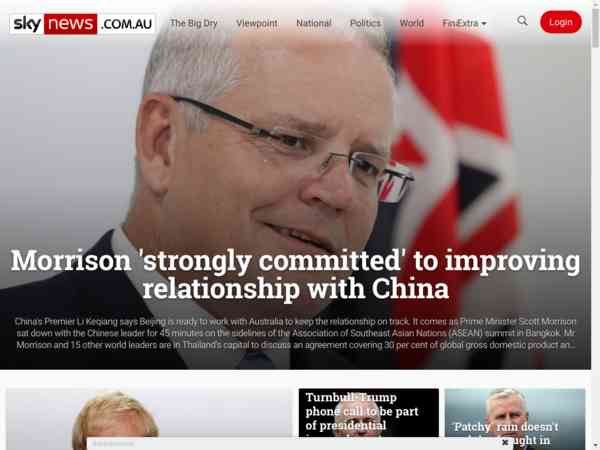 sky news .COM.AU
The Big Dry
Viewpoint
National
Politics
World
Extra
Login
Morrison 'strongly committed' to improving
relationship with China
China's Premier Li Keqiang says Beijing is ready to work with Australia to keep the relationship on track. It comes as Prime Minister Scott Morrison
sat down with the Chinese leader for 45 minutes on the sidelines of the Association of Southeast Asian Nations (ASEAN) summit in Bangkok. Mr
Morrison and 15 other world leaders are in Thailand's capital to discuss an agreement covering 30 per cent of global gross domestic product an...
Turnbull-Trump
phone call to be part
of presidential
'Patchy' rain doesn't
in
Advertisement